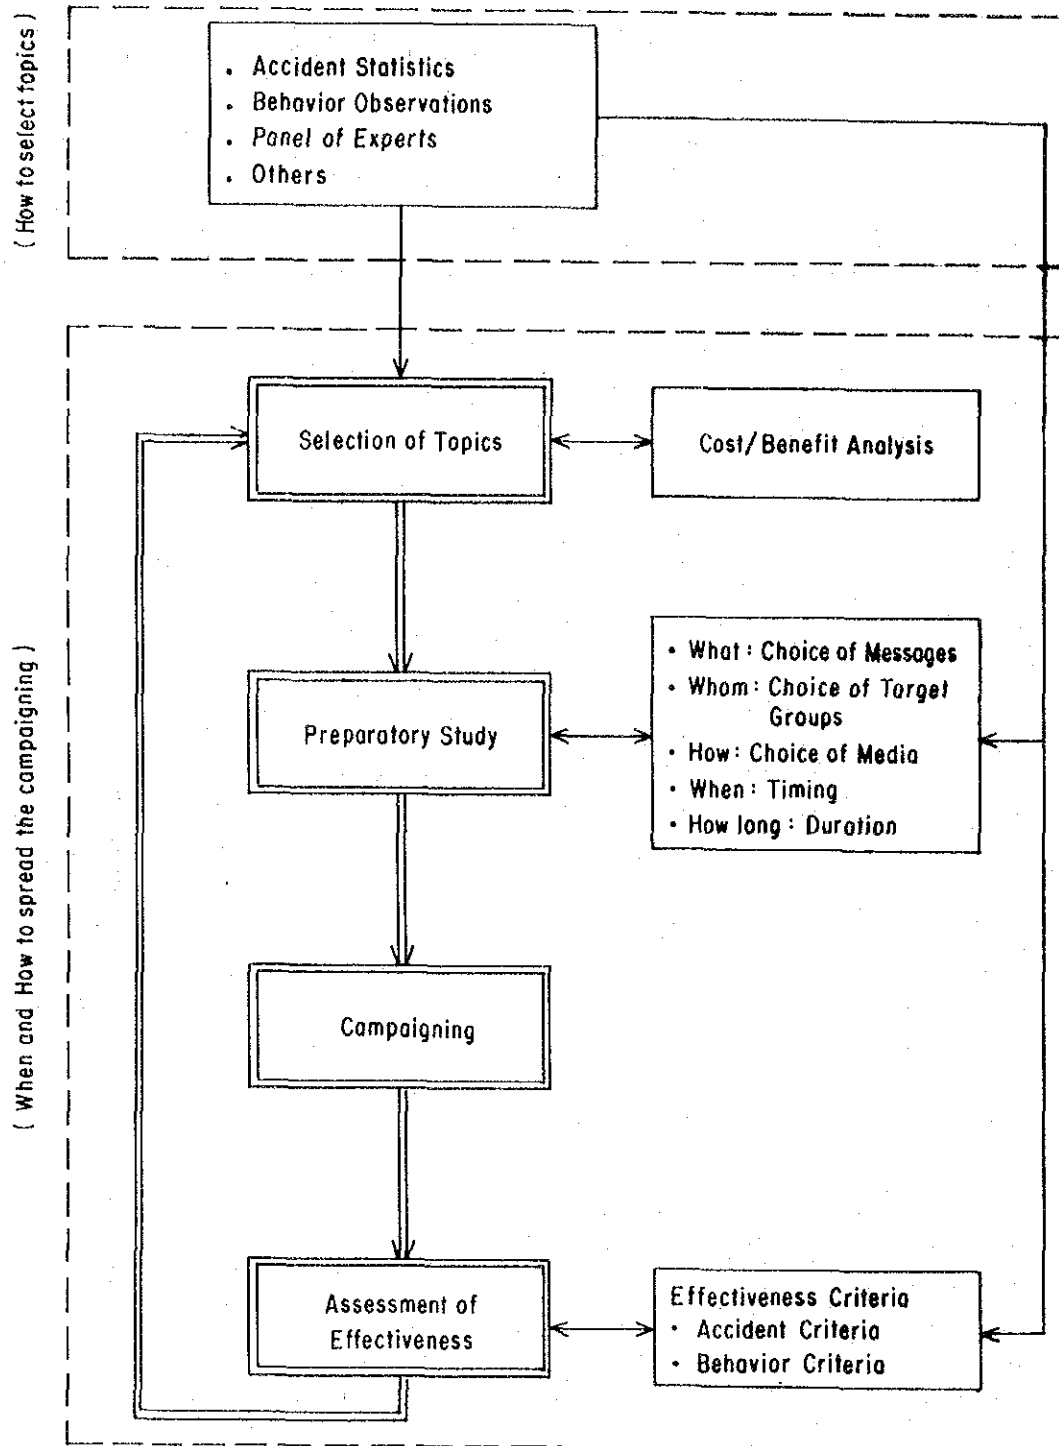 ( How to select topics )
. Accident Statistics
. Behavior Observations
. Panel of Experts
. Others
( When and How to spread the campaigning )
Selection of Topics
Cost/Benefit Analysis
Preparatory Study
• What : Choice of Messages
• Whom : Choice of Target
Groups
• How : Choice of Media
• When : Timing
• How long : Duration
Campaigning
Assessment of
Effectiveness
Effectiveness Criteria
• Accident Criteria
• Behavior Criteria